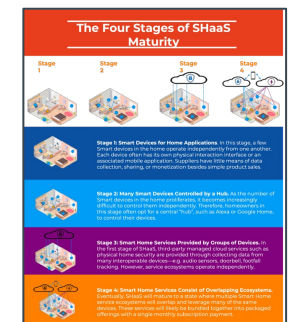 The Four Stages of SHaaS
Maturity
Stage
1
Stage
2
Stage
3
Stage
4
Stage 1: Smart Devices for Home Applications. In this stage, a few
Smart devices in the home operate independently from one another.
Each device often has its own physical interaction interface or an
associated mobile application. Suppliers have little means of data
collection, sharing, or monetization besides simple product sales.
Stage 2: Many Smart Devices Controlled by a Hub. As the number of
Smart devices in the home proliferates, it becomes increasingly
difficult to control them independently. Therefore, homeowners in
this stage often opt for a central "hub", such as Alexa or Google Home,
to control their devices.
Stage 3: Smart Home Services Provided by Groups of Devices. In
the first stage of SHaaS, third-party managed cloud services such as
physical home security are provided through collecting data from
many interoperable devices—e.g. audio sensors, doorbell, footfall
tracking. However, service ecosystems operate independently.
Stage 4: Smart Home Services Consist of Overlapping Ecosystems.
Eventually, SHaaS will mature to a state where multiple Smart Home
service ecosystems will overlap and leverage many of the same
devices. These services will likely be bundled together into packaged
offerings with a single monthly subscription payment.